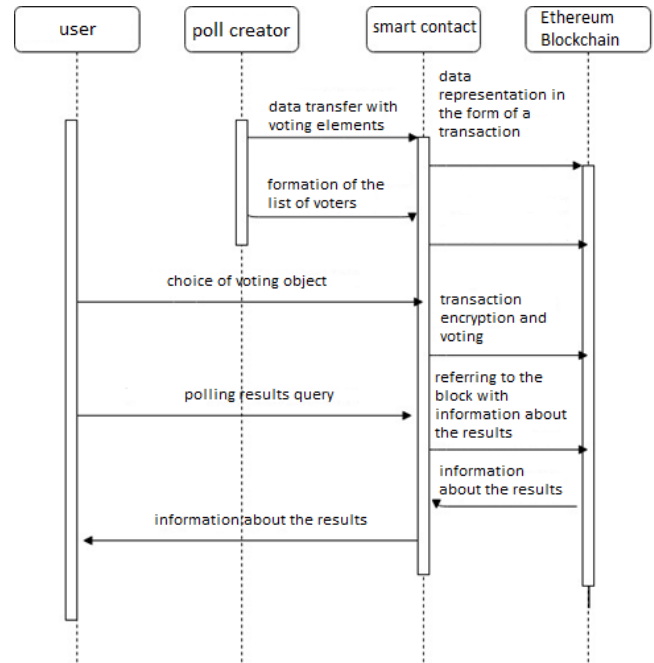 user
poll creator
smart contact
Ethereum
Blockchain
data
representation in
the form of a
transaction
data transfer with
voting elements
formation of the
list of voters
choice of voting object
transaction
encryption and
voting
referring to the
block with
information about
the results
polling results query
information
about the results
information about the results